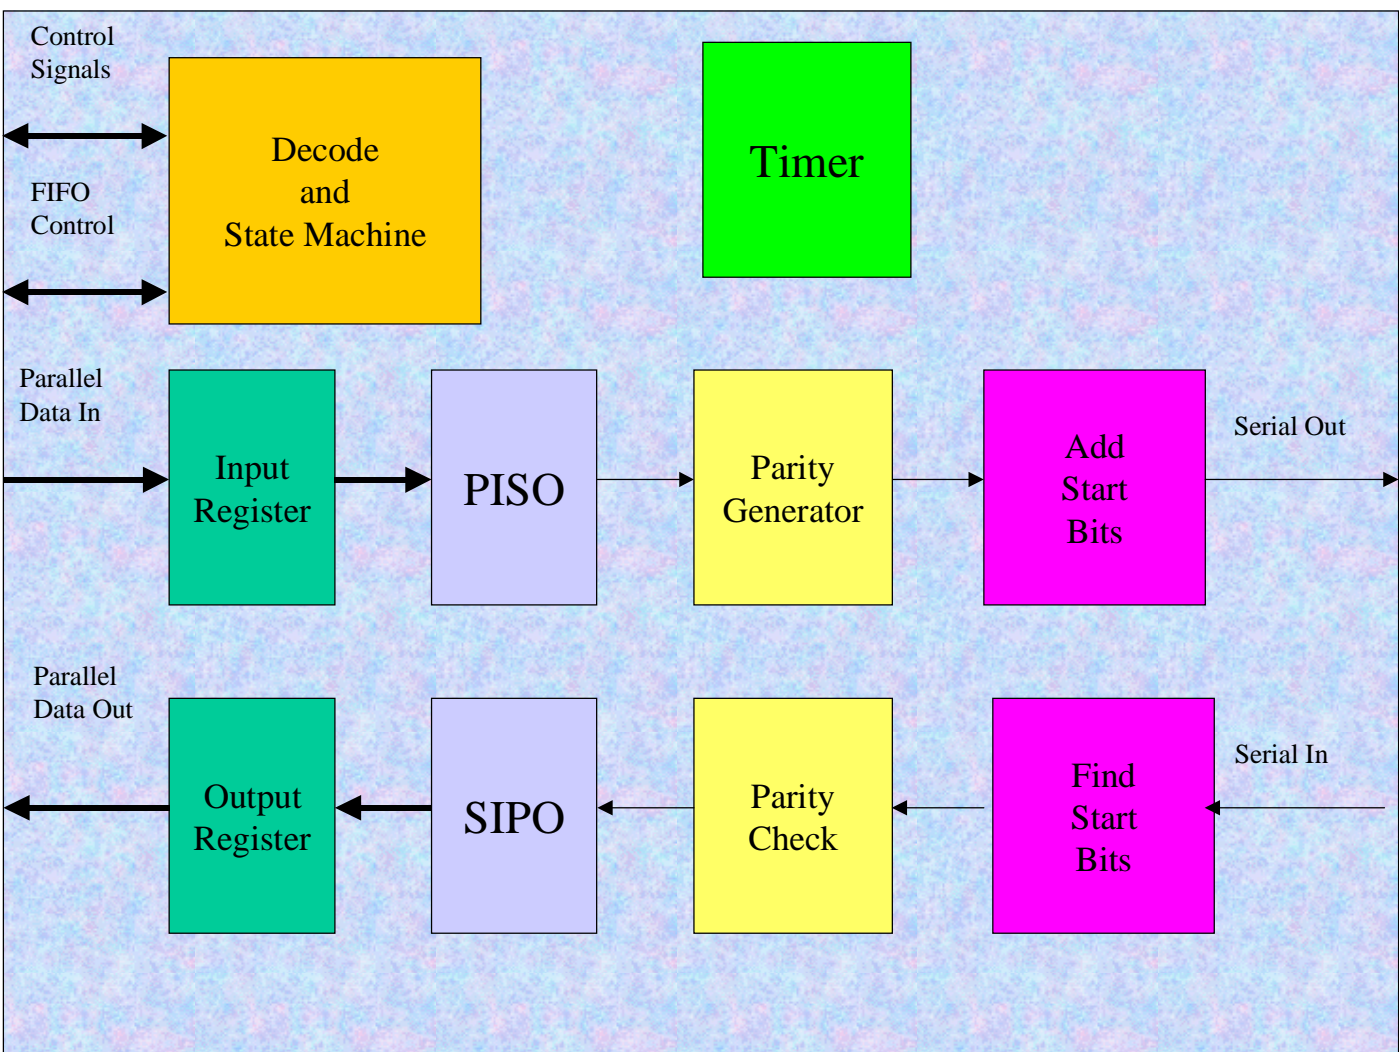 Control
Signals
FIFO
Control
Decode
and
State Machine
Timer
Parallel
Data In
Input
Register
PISO
Parity
Generator
Add
Start
Bits
Serial Out
Parallel
Data Out
Output
Register
SIPO
Parity
Check
Find
Start
Bits
Serial In